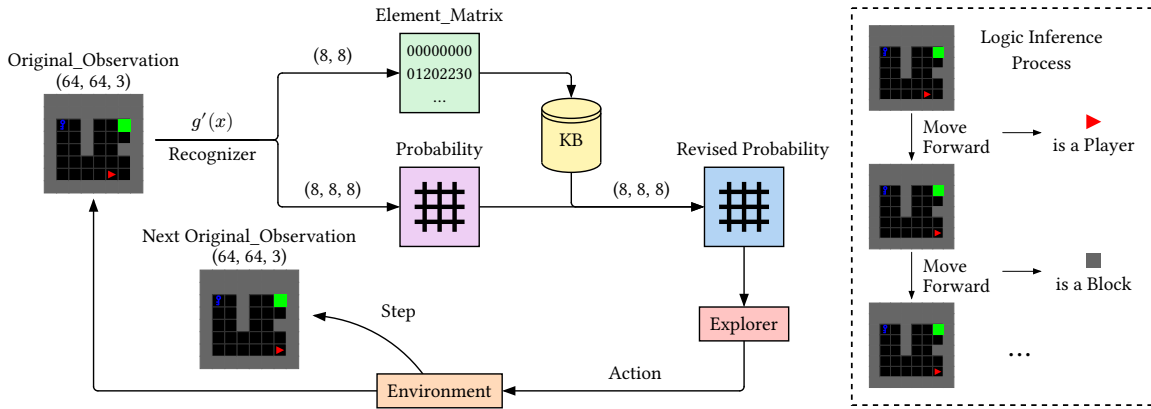 Element_Matrix
Original_Observation
(64, 64, 3)
(8, 8)
00000000
01202230
...
g′(x)
Recognizer
KB
Probability
(8, 8, 8)
(8, 8, 8)
Revised Probability
Next Original_Observation
(64, 64, 3)
Step
Explorer
Action
Environment
Logic Inference
Process
Move
Forward
is a Player
Move
Forward
is a Block
...